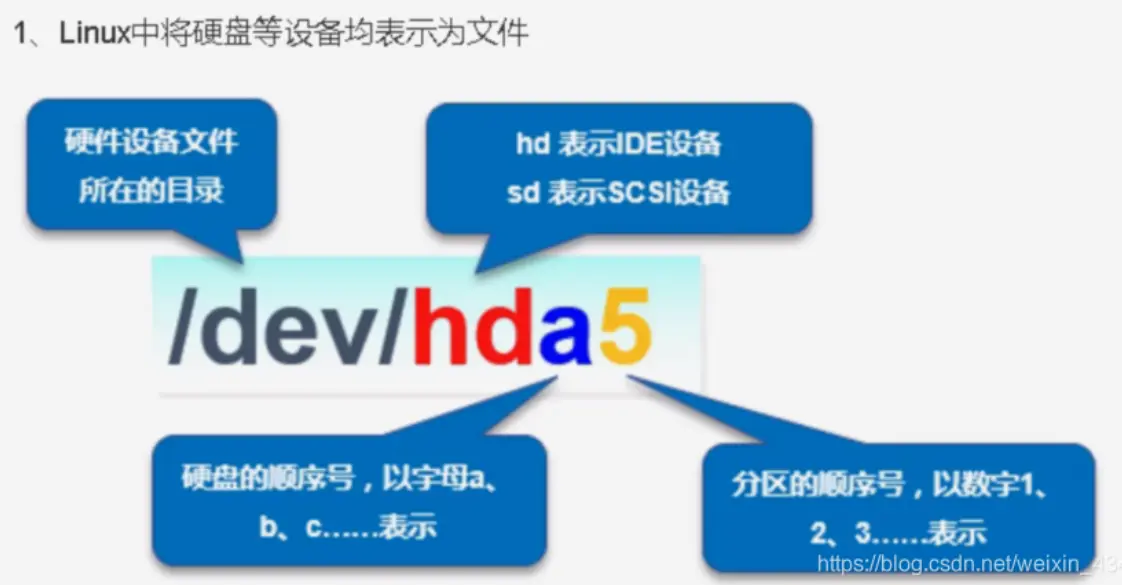 1、Linux中将硬盘等设备均表示为文件
硬件设备文件
所在的目录
hd 表示IDE设备
sd 表示SCSI设备
/dev/hda5
硬盘的顺序号，以字母a、
b、c......表示
分区的顺序号，以数字1、
2、3......表示
https://blog.csdn.net/weixin_43